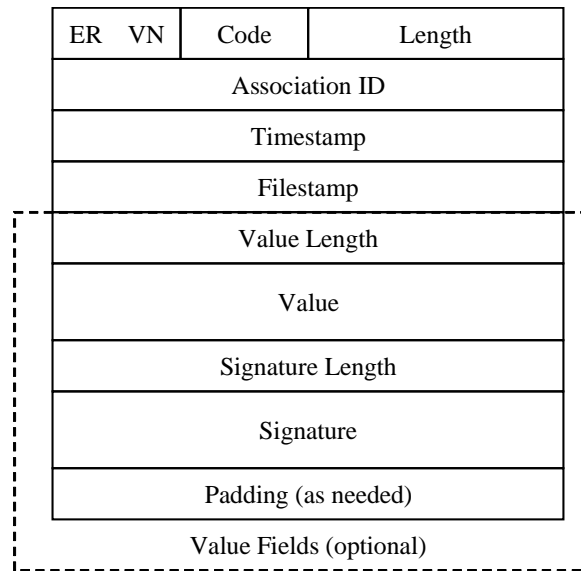 ER VN Code Length
Association ID
Timestamp
Filestamp
Value Length
Value
Signature Length
Signature
Padding (as needed)
Value Fields (optional)